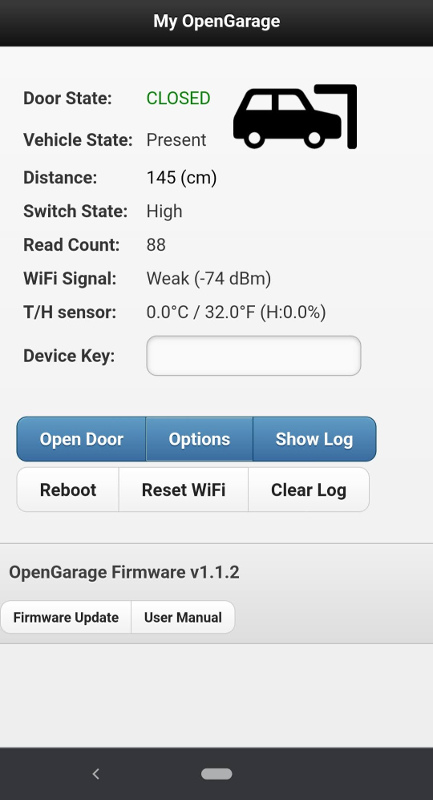 My OpenGarage
Door State: CLOSED
Vehicle State: Present
Distance: 145 (cm)
Switch State: High
Read Count: 88
WiFi Signal: Weak (-74 dBm)
T/H sensor: 0.0°C / 32.0°F (H:0.0%)
Device Key:
Open Door Options Show Log
Reboot Reset WiFi Clear Log
OpenGarage Firmware v1.1.2
Firmware Update User Manual